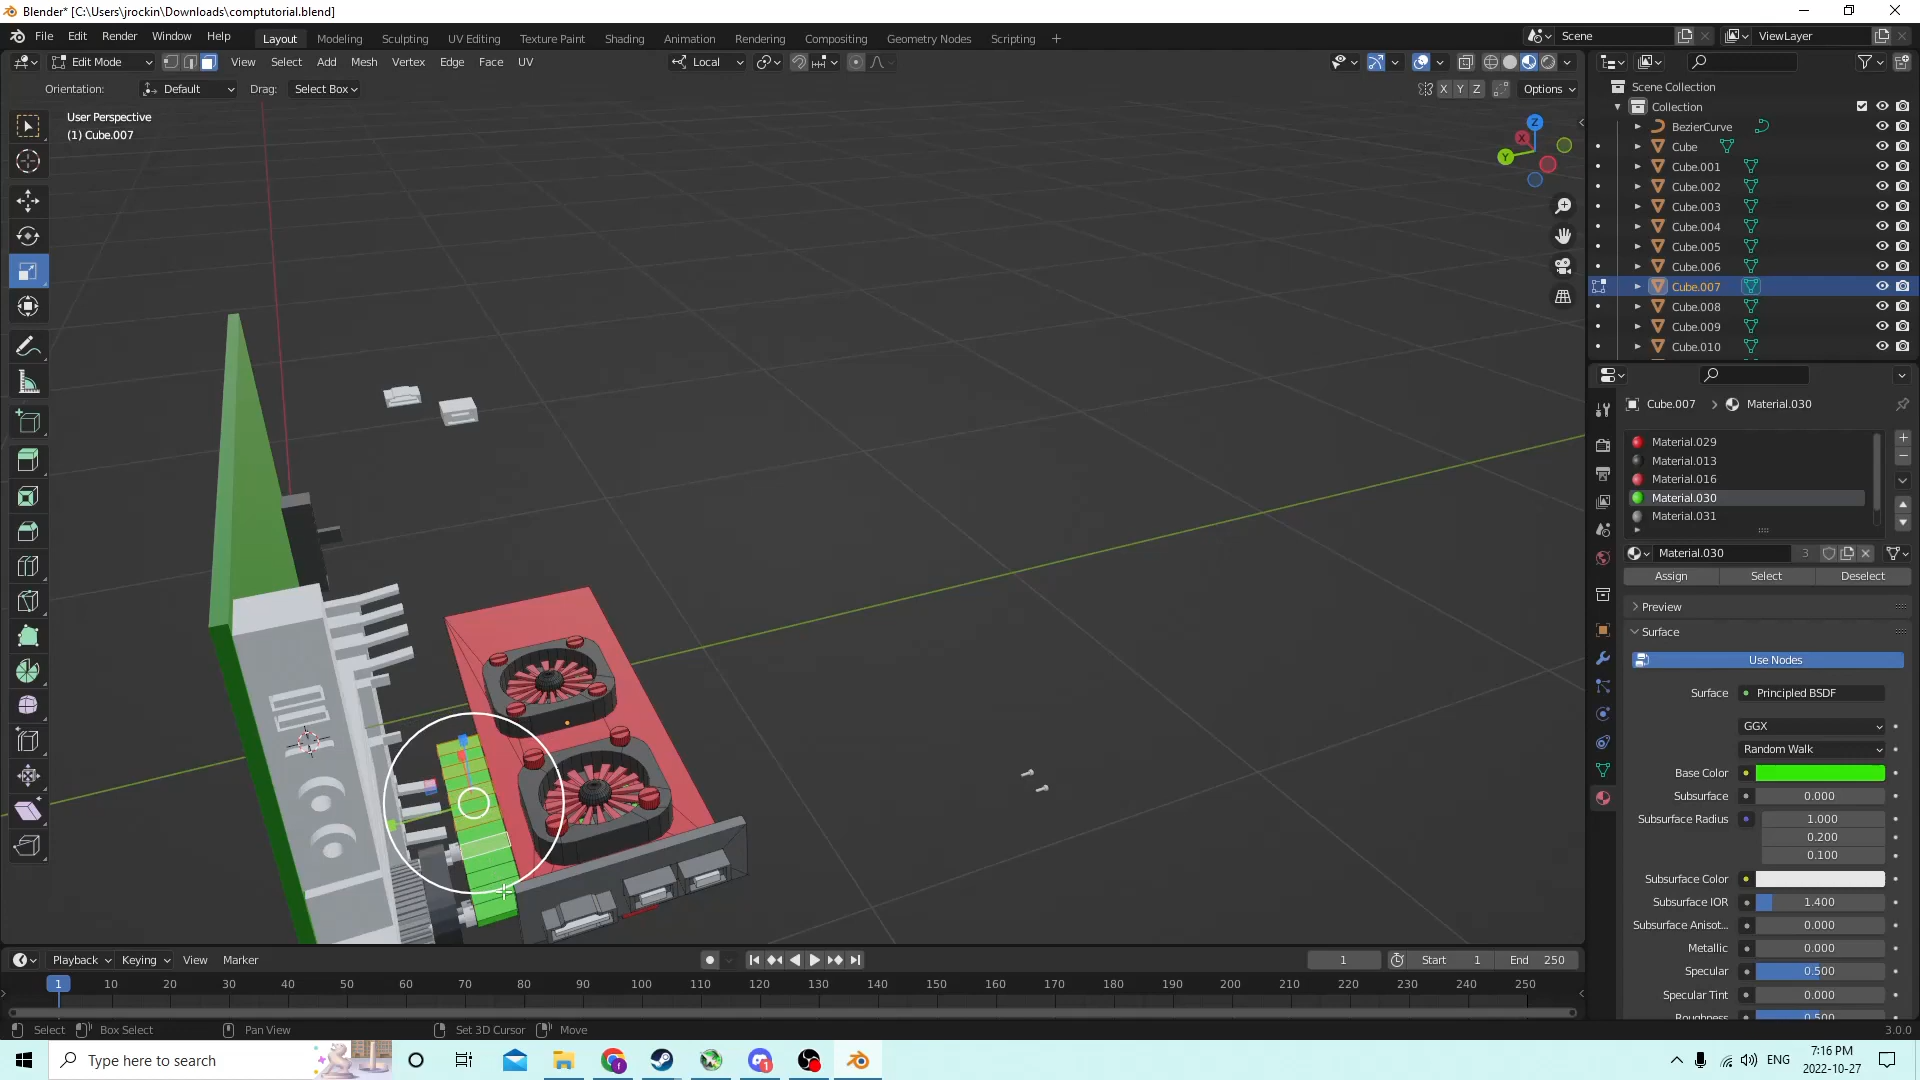 Blender* [C:\Users\jrockin\Downloads\comptutorial.blend]
File Edit Render Window Help Layout Modeling Sculpting UV Editing Texture Paint Shading Animation Rendering Compositing Geometry Nodes Scripting + Scene ViewLayer
Edit Mode View Select Add Mesh Vertex Edge Face UV Local
Orientation: Default Drag: Select Box X Y Z Options
User Perspective
(1) Cube.007
Z
X
Y
Scene Collection
Collection
BezierCurve
Cube
Cube.001
Cube.002
Cube.003
Cube.004
Cube.005
Cube.006
Cube.007
Cube.008
Cube.009
Cube.010
Cube.007 > Material.030
Material.029
Material.013
Material.016
Material.030
Material.031
Material.030 3
Assign Select Deselect
Preview
Surface
Use Nodes
Surface Principled BSDF
GGX
Random Walk
Base Color
Subsurface 0.000
Subsurface Radius 1.000
0.200
0.100
Subsurface Color
Subsurface IOR 1.400
Subsurface Anisot... 0.000
Metallic 0.000
Specular 0.500
Specular Tint 0.000
Roughness 0.500
Playback Keying View Marker 1 Start 1 End 250
1 10 20 30 40 50 60 70 80 90 100 110 120 130 140 150 160 170 180 190 200 210 220 230 240 250
Select Box Select Pan View Set 3D Cursor Move 3.0.0
Type here to search ENG 7:16 PM
2022-10-27